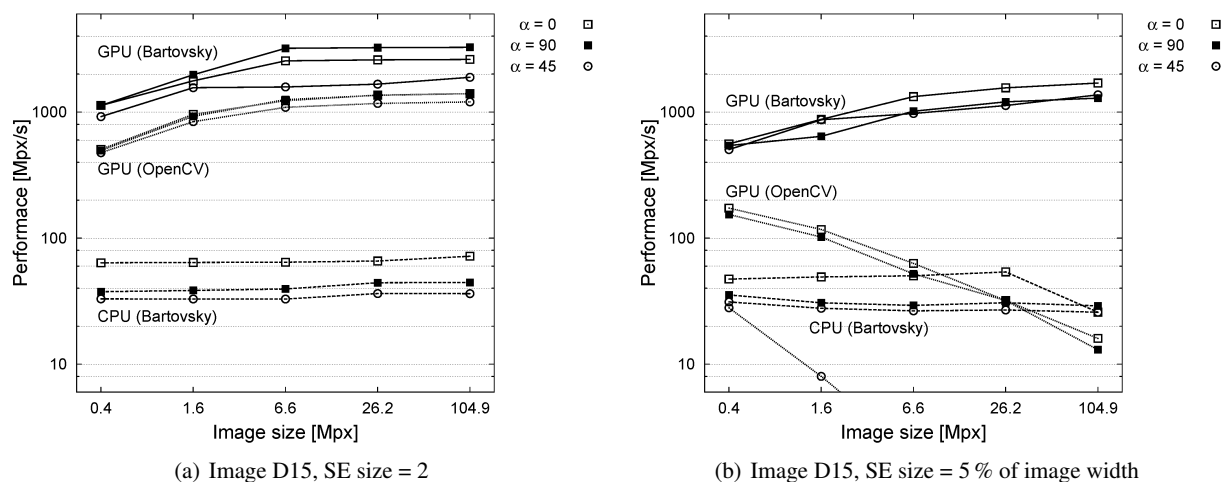 Performace [Mpx/s]
1000
100
10
GPU (Bartovsky)
GPU (OpenCV)
CPU (Bartovsky)
α = 0
α = 90
α = 45
0.4 1.6 6.6 26.2 104.9
Image size [Mpx]
(a) Image D15, SE size = 2
Performace [Mpx/s]
1000
100
10
GPU (Bartovsky)
GPU (OpenCV)
CPU (Bartovsky)
α = 0
α = 90
α = 45
0.4 1.6 6.6 26.2 104.9
Image size [Mpx]
(b) Image D15, SE size = 5 % of image width